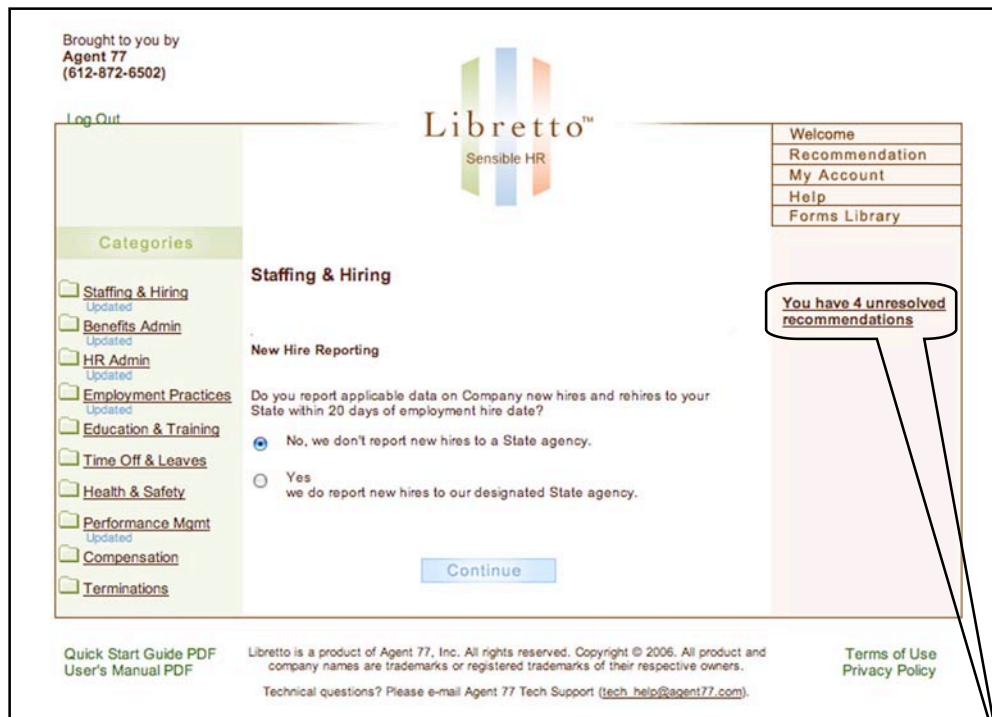 Brought to you by
Agent 77
(612-872-6502)
Log Out
Libretto™
Sensible HR
Welcome
Recommendation
My Account
Help
Forms Library
Categories
Staffing & Hiring
Updated
Benefits Admin
Updated
HR Admin
Updated
Employment Practices
Updated
Education & Training
Time Off & Leaves
Health & Safety
Performance Mgmt
Updated
Compensation
Terminations
Staffing & Hiring
New Hire Reporting
Do you report applicable data on Company new hires and rehires to your
State within 20 days of employment hire date?
No, we don't report new hires to a State agency.
Yes
we do report new hires to our designated State agency.
Continue
You have 4 unresolved
recommendations
Quick Start Guide PDF
User's Manual PDF
Libretto is a product of Agent 77, Inc. All rights reserved. Copyright © 2006. All product and
company names are trademarks or registered trademarks of their respective owners.
Technical questions? Please e-mail Agent 77 Tech Support (tech_help@agent77.com).
Terms of Use
Privacy Policy